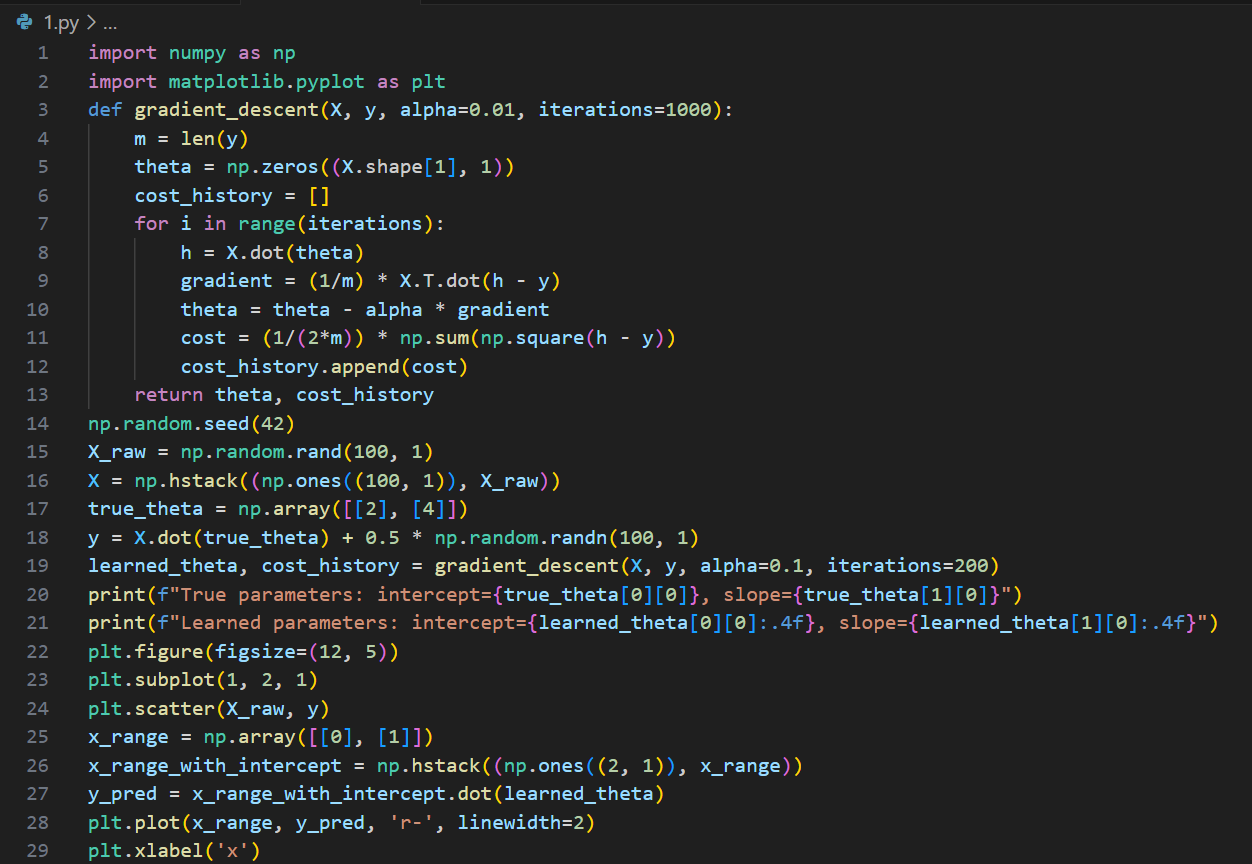 1.py > ...
1 import numpy as np
2 import matplotlib.pyplot as plt
3 def gradient_descent(X, y, alpha=0.01, iterations=1000):
4     m = len(y)
5     theta = np.zeros((X.shape[1], 1))
6     cost_history = []
7     for i in range(iterations):
8         h = X.dot(theta)
9         gradient = (1/m) * X.T.dot(h - y)
10         theta = theta - alpha * gradient
11         cost = (1/(2*m)) * np.sum(np.square(h - y))
12         cost_history.append(cost)
13     return theta, cost_history
14 np.random.seed(42)
15 X_raw = np.random.rand(100, 1)
16 X = np.hstack((np.ones((100, 1)), X_raw))
17 true_theta = np.array([[2], [4]])
18 y = X.dot(true_theta) + 0.5 * np.random.randn(100, 1)
19 learned_theta, cost_history = gradient_descent(X, y, alpha=0.1, iterations=200)
20 print(f"True parameters: intercept={true_theta[0][0]}, slope={true_theta[1][0]}")
21 print(f"Learned parameters: intercept={learned_theta[0][0]:.4f}, slope={learned_theta[1][0]:.4f}")
22 plt.figure(figsize=(12, 5))
23 plt.subplot(1, 2, 1)
24 plt.scatter(X_raw, y)
25 x_range = np.array([[0], [1]])
26 x_range_with_intercept = np.hstack((np.ones((2, 1)), x_range))
27 y_pred = x_range_with_intercept.dot(learned_theta)
28 plt.plot(x_range, y_pred, 'r-', linewidth=2)
29 plt.xlabel('x')